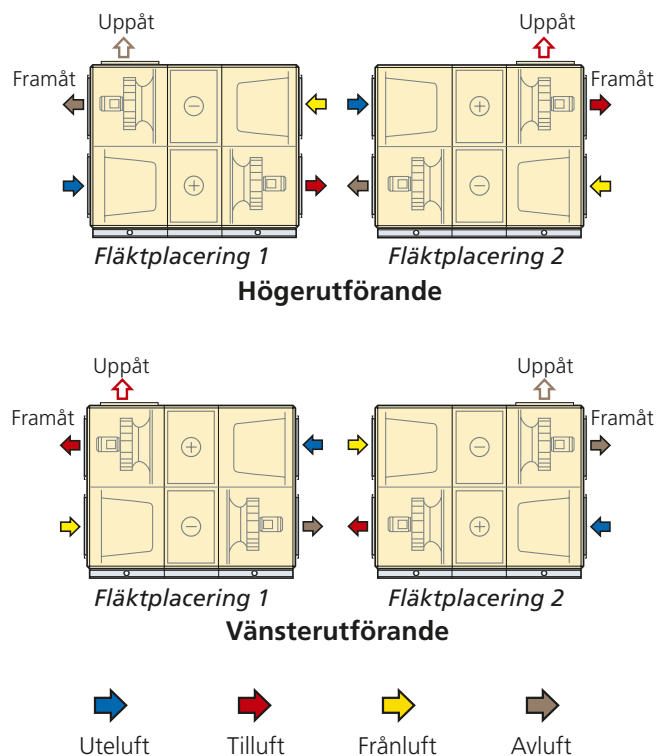 Uppåt Uppåt
Framåt Framåt
Fläktplacering 1 Fläktplacering 2
Högerutförande
Uppåt Uppåt
Framåt Framåt
Fläktplacering 1 Fläktplacering 2
Vänsterutförande
Uteluft Tilluft Frånluft Avluft